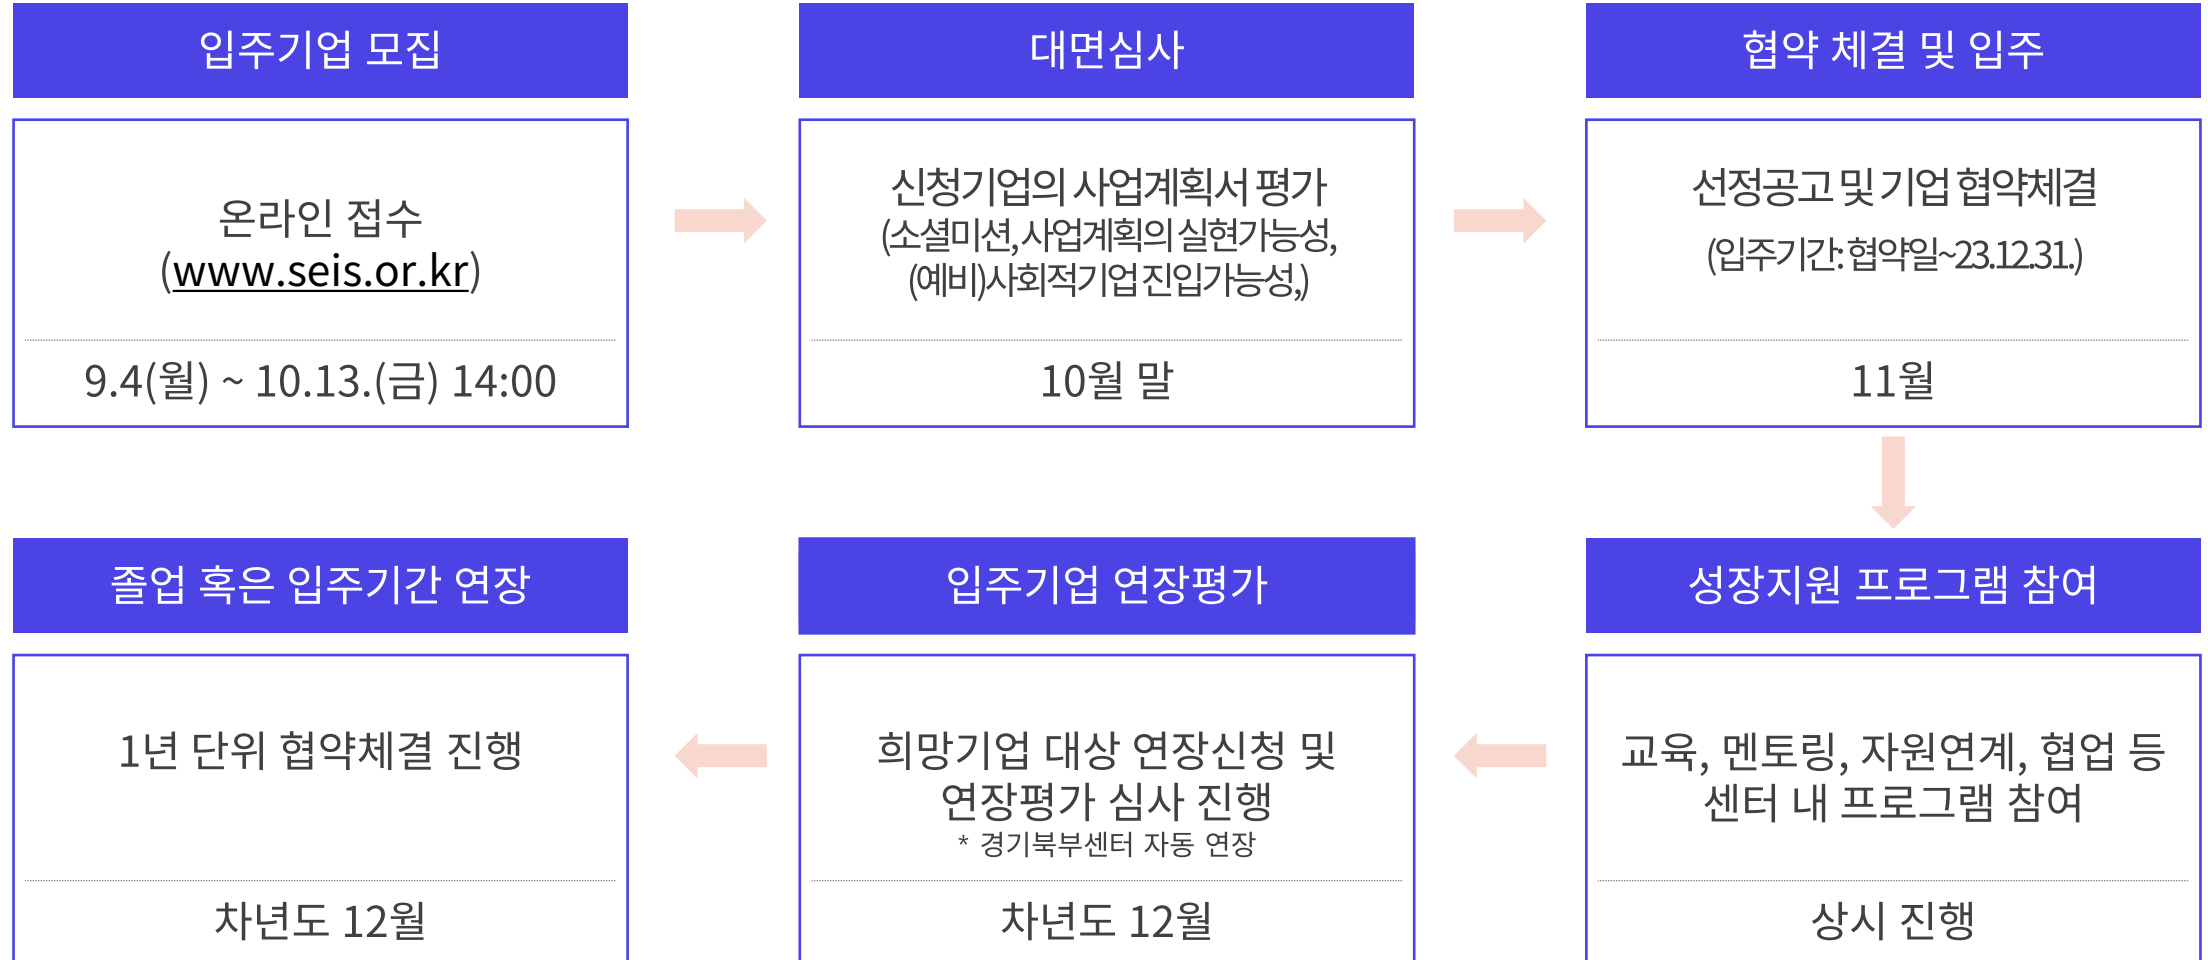 입주기업 모집
온라인 접수
(www.seis.or.kr)
9.4(월) ~ 10.13.(금) 14:00
대면심사
신청기업의 사업계획서 평가
(소셜미션, 사업계획의 실현가능성,
(예비)사회적기업 진입가능성,)
10월 말
협약 체결 및 입주
선정공고 및 기업 협약체결
(입주기간: 협약일~23.12.31.)
11월
성장지원 프로그램 참여
교육, 멘토링, 자원연계, 협업 등
센터 내 프로그램 참여
상시 진행
입주기업 연장평가
희망기업 대상 연장신청 및
연장평가 심사 진행
* 경기북부센터 자동 연장
차년도 12월
졸업 혹은 입주기간 연장
1년 단위 협약체결 진행
차년도 12월